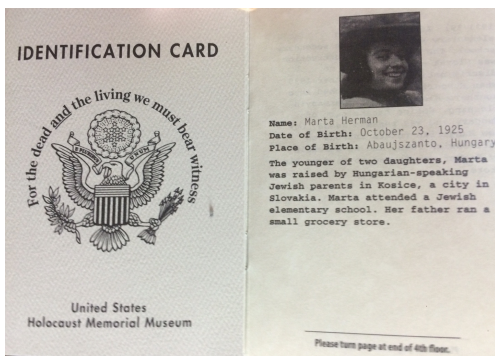 IDENTIFICATION CARD
For the dead and the living we must bear witness
United States
Holocaust Memorial Museum
Name: Marta Herman
Date of Birth: October 23, 1925
Place of Birth: Abaujszanto, Hungary
The younger of two daughters, Marta
was raised by Hungarian-speaking
Jewish parents in Kosice, a city in
Slovakia. Marta attended a Jewish
elementary school. Her father ran a
small grocery store.
Please turn page at end of 4th floor.